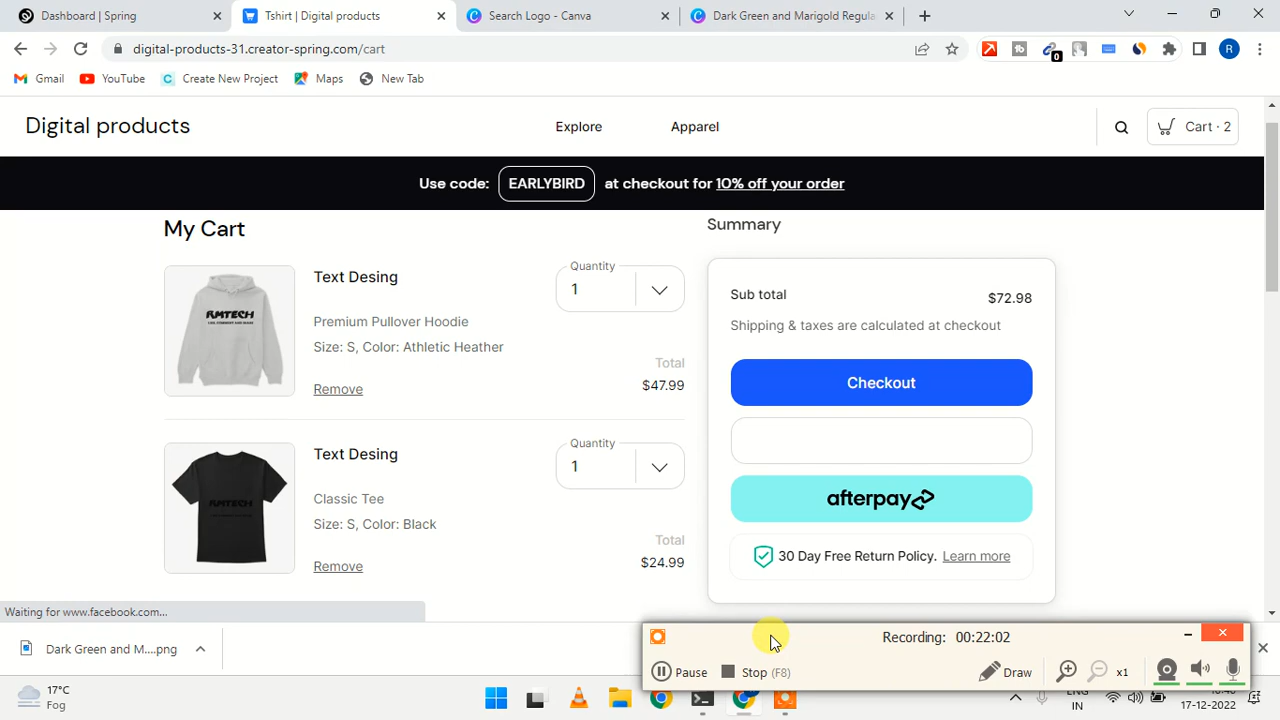 Dashboard | Spring
Tshirt | Digital products
Search Logo - Canva
Dark Green and Marigold Regula
digital-products-31.creator-spring.com/cart
0
R
Gmail
YouTube
C Create New Project
Maps
New Tab
Digital products
Explore
Apparel
Cart · 2
Use code: EARLYBIRD at checkout for 10% off your order
My Cart
Summary
Text Desing
Quantity
1
Premium Pullover Hoodie
Size: S, Color: Athletic Heather
Total
$47.99
Remove
RMTECH
Sub total
$72.98
Shipping & taxes are calculated at checkout
Checkout
afterpay
30 Day Free Return Policy. Learn more
Text Desing
Quantity
1
Classic Tee
Size: S, Color: Black
Total
$24.99
Remove
RMTECH
Waiting for www.facebook.com...
Dark Green and M....png
Recording: 00:22:02
Pause
Stop (F8)
Draw
x1
17°C
Fog
ENG
IN
17-12-2022